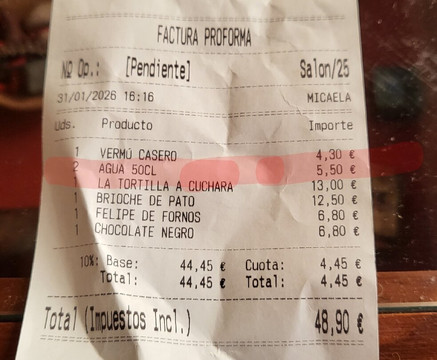 FACTURA PROFORMA
Nº Op.: [Pendiente] Salon/25
31/01/2026 16:16 MICAELA
Uds. Producto Importe
1 VERMÚ CASERO 4,30 €
2 AGUA 50CL 5,50 €
1 LA TORTILLA A CUCHARA 13,00 €
1 BRIOCHE DE PATO 12,50 €
1 FELIPE DE FORNOS 6,80 €
1 CHOCOLATE NEGRO 6,80 €
10%: Base: 44,45 € Cuota: 4,45 €
Total: 44,45 € Total: 4,45 €
Total (Impuestos Incl.) 48,90 €